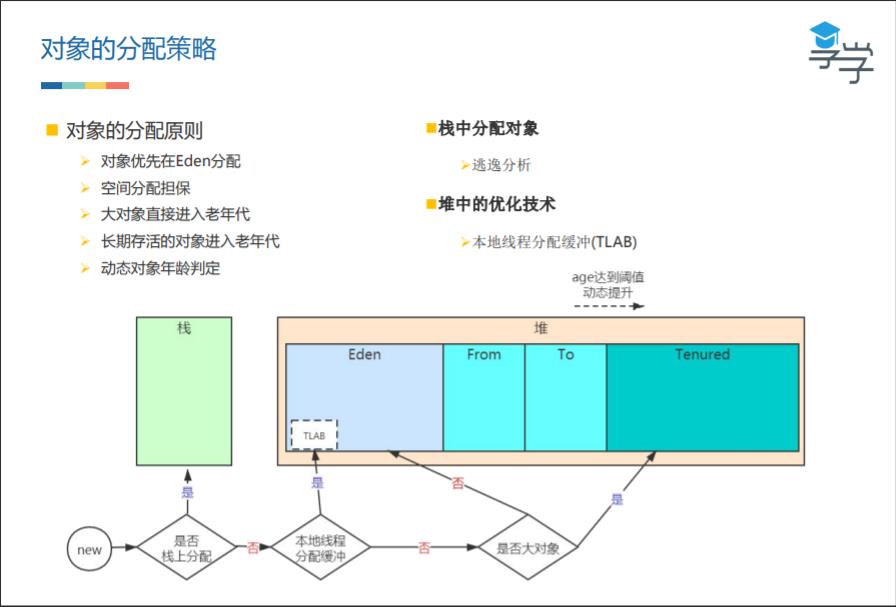 对象的分配策略
享学
对象的分配原则
对象优先在Eden分配
空间分配担保
大对象直接进入老年代
长期存活的对象进入老年代
动态对象年龄判定
栈中分配对象
逃逸分析
堆中的优化技术
本地线程分配缓冲(TLAB)
age达到阈值
动态提升
栈
堆
Eden
From
To
Tenured
TLAB
是
是
否
是
new
是否
栈上分配
否
本地线程
分配缓冲
否
是否大对象